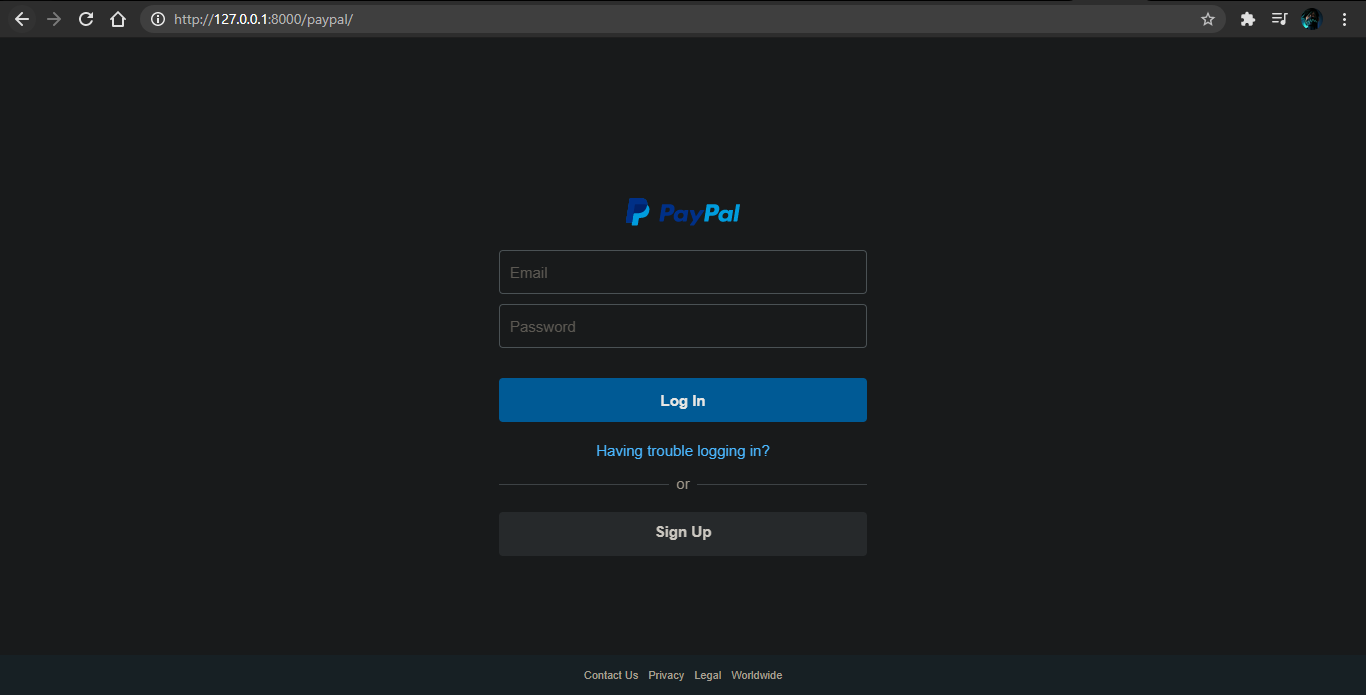 http://127.0.0.1:8000/paypal/
PayPal
Email
Password
Log In
Having trouble logging in?
or
Sign Up
Contact Us Privacy Legal Worldwide